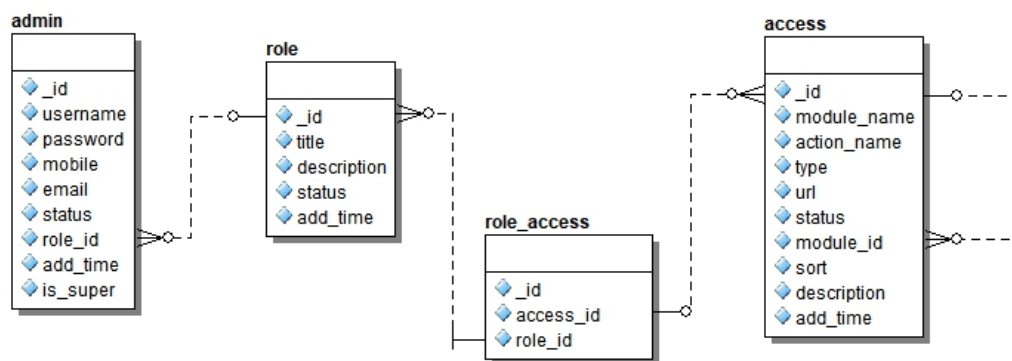 admin
_id
username
password
mobile
email
status
role_id
add_time
is_super
role
_id
title
description
status
add_time
role_access
_id
access_id
role_id
access
_id
module_name
action_name
type
url
status
module_id
sort
description
add_time